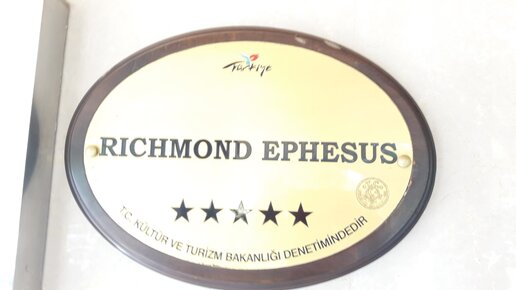 Türkiye
RICHMOND EPHESUS
T.C. KÜLTÜR VE TURİZM BAKANLIĞI DENETİMİNDEDİR